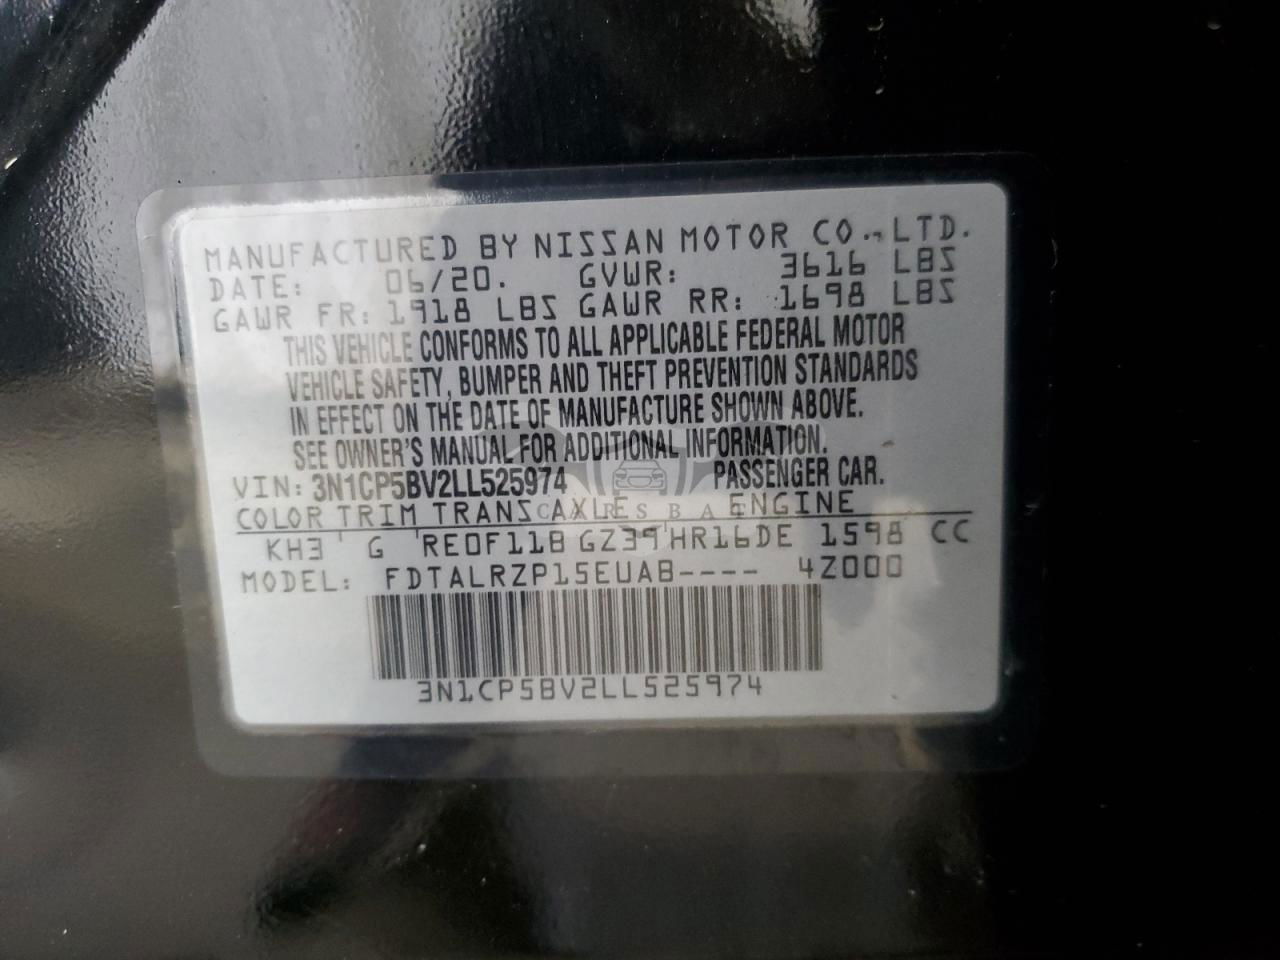 MANUFACTURED BY NISSAN MOTOR CO., LTD.
DATE: 06/20. GVWR: 3616 LBS
GAWR FR: 1918 LBS GAWR RR: 1698 LBS
THIS VEHICLE CONFORMS TO ALL APPLICABLE FEDERAL MOTOR
VEHICLE SAFETY, BUMPER AND THEFT PREVENTION STANDARDS
IN EFFECT ON THE DATE OF MANUFACTURE SHOWN ABOVE.
SEE OWNER'S MANUAL FOR ADDITIONAL INFORMATION.
VIN: 3N1CP5BV2LL525974 PASSENGER CAR.
COLOR TRIM TRANS AXLE ENGINE
KH3 G RE0F11B GZ39 HR16DE 1598 CC
MODEL: FDTALRZP15EUAB---- 4Z000
3N1CP5BV2LL525974